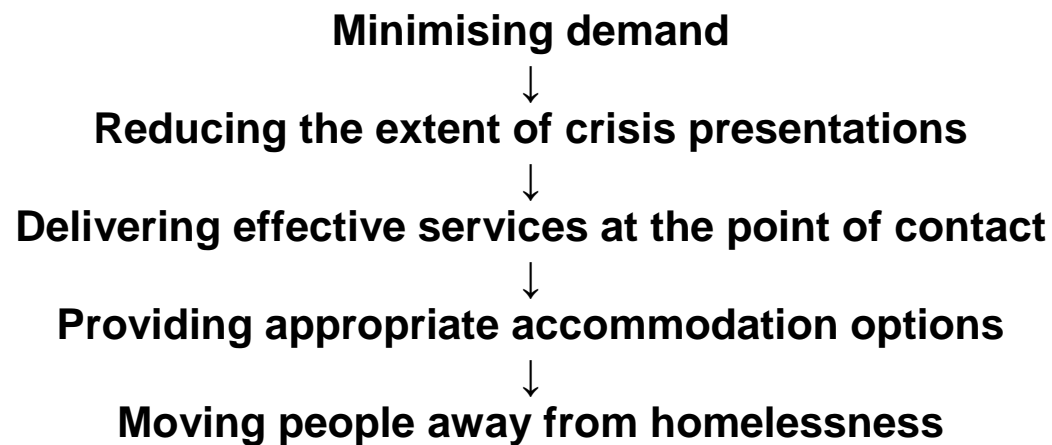 Minimising demand
↓
Reducing the extent of crisis presentations
↓
Delivering effective services at the point of contact
↓
Providing appropriate accommodation options
↓
Moving people away from homelessness